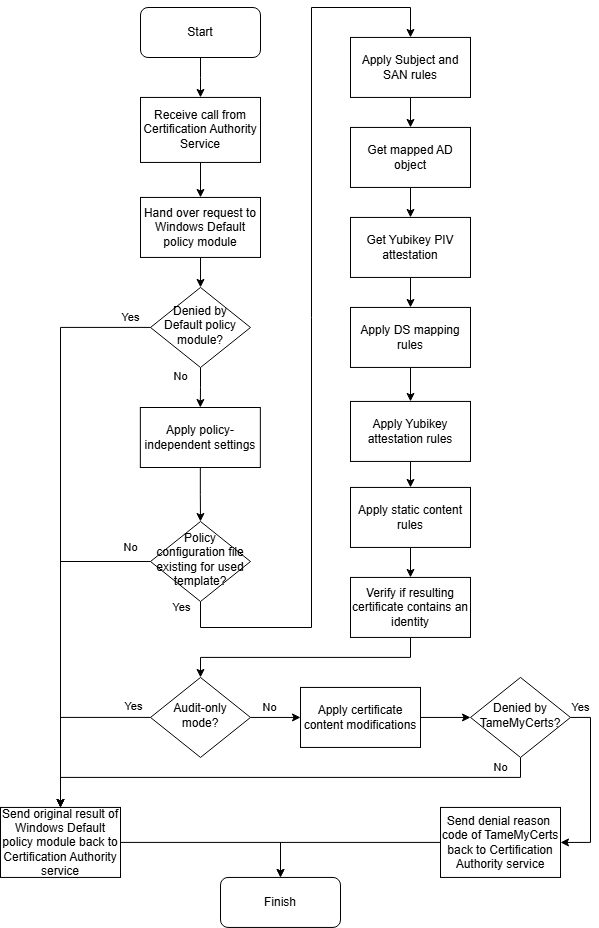 Start
Receive call from
Certification Authority
Service
Hand over request to
Windows Default
policy module
Denied by
Default policy
module?
Yes
No
Apply policy-
independent settings
Policy
configuration file
existing for used
template?
No
Yes
Apply Subject and
SAN rules
Get mapped AD
object
Get Yubikey PIV
attestation
Apply DS mapping
rules
Apply Yubikey
attestation rules
Apply static content
rules
Verify if resulting
certificate contains an
identity
Audit-only
mode?
Yes
No
Apply certificate
content modifications
Denied by
TameMyCerts?
Yes
No
Send original result of
Windows Default
policy module back to
Certification Authority
service
Send denial reason
code of TameMyCerts
back to Certification
Authority service
Finish